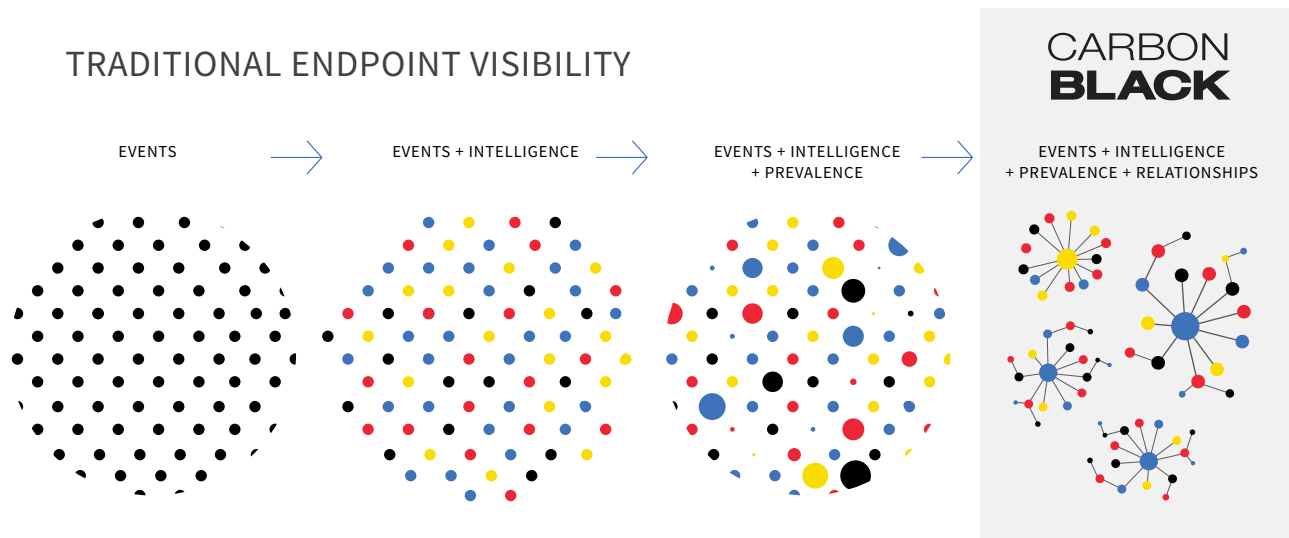 TRADITIONAL ENDPOINT VISIBILITY
CARBON
BLACK
EVENTS
EVENTS + INTELLIGENCE
EVENTS + INTELLIGENCE
+ PREVALENCE
EVENTS + INTELLIGENCE
+ PREVALENCE + RELATIONSHIPS